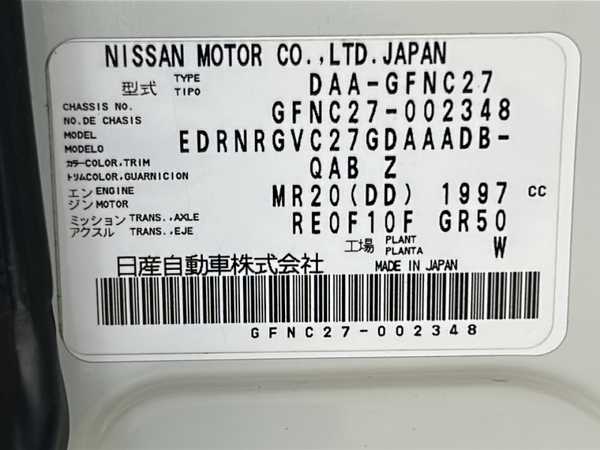 NISSAN MOTOR CO.,LTD.JAPAN
型式 TYPE TIPO DAA-GFNC27
CHASSIS NO. NO.DE CHASIS GFNC27-002348
MODEL MODELO EDRNRGVC27GDAAADB-
カラーCOLOR,TRIM トリムCOLOR,GUARNICION QAB Z
エンジン ENGINE MOTOR MR20(DD) 1997 CC
ミッションアクスル TRANS.,AXLE TRANS.,EJE RE0F10F GR50
工場 PLANT PLANTA W
日産自動車株式会社 MADE IN JAPAN
GFNC27-002348